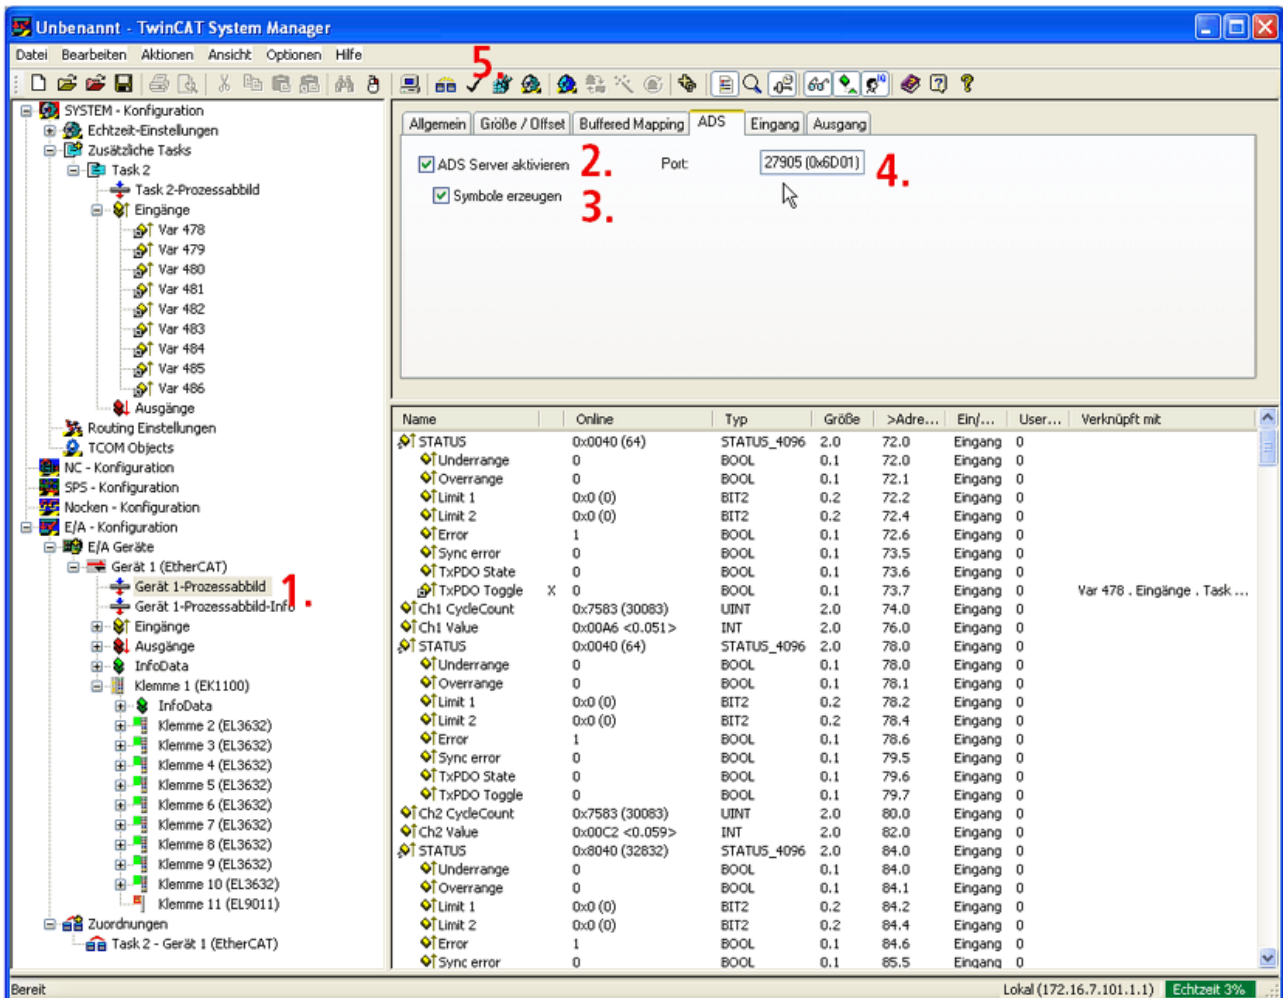 Unbenannt - TwinCAT System Manager
Datei Bearbeiten Aktionen Ansicht Optionen Hilfe
5.
SYSTEM - Konfiguration
Echtzeit-Einstellungen
Zusätzliche Tasks
Task 2
Task 2-Prozessabbild
Eingänge
Var 478
Var 479
Var 480
Var 481
Var 482
Var 483
Var 484
Var 485
Var 486
Ausgänge
Routing Einstellungen
TCOM Objects
NC - Konfiguration
SPS - Konfiguration
Nocken - Konfiguration
E/A - Konfiguration
E/A Geräte
Gerät 1 (EtherCAT)
Gerät 1-Prozessabbild 1.
Gerät 1-Prozessabbild-Info
Eingänge
Ausgänge
InfoData
Klemme 1 (EK1100)
InfoData
Klemme 2 (EL3632)
Klemme 3 (EL3632)
Klemme 4 (EL3632)
Klemme 5 (EL3632)
Klemme 6 (EL3632)
Klemme 7 (EL3632)
Klemme 8 (EL3632)
Klemme 9 (EL3632)
Klemme 10 (EL3632)
Klemme 11 (EL9011)
Zuordnungen
Task 2 - Gerät 1 (EtherCAT)
Allgemein Größe / Offset Buffered Mapping ADS Eingang Ausgang
ADS Server aktivieren 2. Port: 27905 (0x6D01) 4.
Symbole erzeugen 3.
Name Online Typ Größe >Adre... Ein/... User... Verknüpft mit
STATUS 0x0040 (64) STATUS_4096 2.0 72.0 Eingang 0
Underrange 0 BOOL 0.1 72.0 Eingang 0
Overrange 0 BOOL 0.1 72.1 Eingang 0
Limit 1 0x0 (0) BIT2 0.2 72.2 Eingang 0
Limit 2 0x0 (0) BIT2 0.2 72.4 Eingang 0
Error 1 BOOL 0.1 72.6 Eingang 0
Sync error 0 BOOL 0.1 73.5 Eingang 0
TxPDO State 0 BOOL 0.1 73.6 Eingang 0
TxPDO Toggle X 0 BOOL 0.1 73.7 Eingang 0 Var 478 . Eingänge . Task ...
Ch1 CycleCount 0x7583 (30083) UINT 2.0 74.0 Eingang 0
Ch1 Value 0x00A6 <0.051> INT 2.0 76.0 Eingang 0
STATUS 0x0040 (64) STATUS_4096 2.0 78.0 Eingang 0
Underrange 0 BOOL 0.1 78.0 Eingang 0
Overrange 0 BOOL 0.1 78.1 Eingang 0
Limit 1 0x0 (0) BIT2 0.2 78.2 Eingang 0
Limit 2 0x0 (0) BIT2 0.2 78.4 Eingang 0
Error 1 BOOL 0.1 78.6 Eingang 0
Sync error 0 BOOL 0.1 79.5 Eingang 0
TxPDO State 0 BOOL 0.1 79.6 Eingang 0
TxPDO Toggle 0 BOOL 0.1 79.7 Eingang 0
Ch2 CycleCount 0x7583 (30083) UINT 2.0 80.0 Eingang 0
Ch2 Value 0x00C2 <0.059> INT 2.0 82.0 Eingang 0
STATUS 0x8040 (32832) STATUS_4096 2.0 84.0 Eingang 0
Underrange 0 BOOL 0.1 84.0 Eingang 0
Overrange 0 BOOL 0.1 84.1 Eingang 0
Limit 1 0x0 (0) BIT2 0.2 84.2 Eingang 0
Limit 2 0x0 (0) BIT2 0.2 84.4 Eingang 0
Error 1 BOOL 0.1 84.6 Eingang 0
Sync error 0 BOOL 0.1 85.5 Eingang 0
Bereit Lokal (172.16.7.101.1.1) Echtzeit 3%